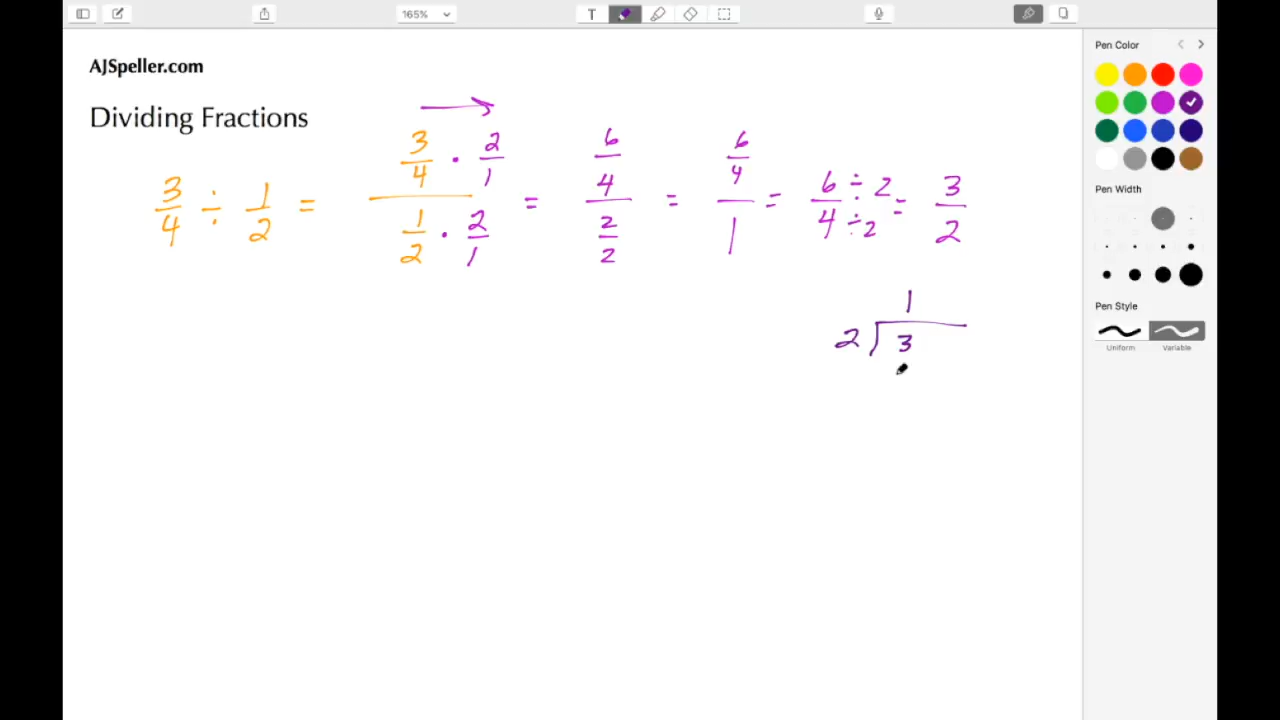 165%
T
AJSpeller.com
Dividing Fractions
3/4 ÷ 1/2 = (3/4 · 2/1)/(1/2 · 2/1) = (6/4)/(2/2) = (6/4)/1 = 6÷2/4÷2 = 3/2
1
2 3
Pen Color
Pen Width
Pen Style
Uniform Variable